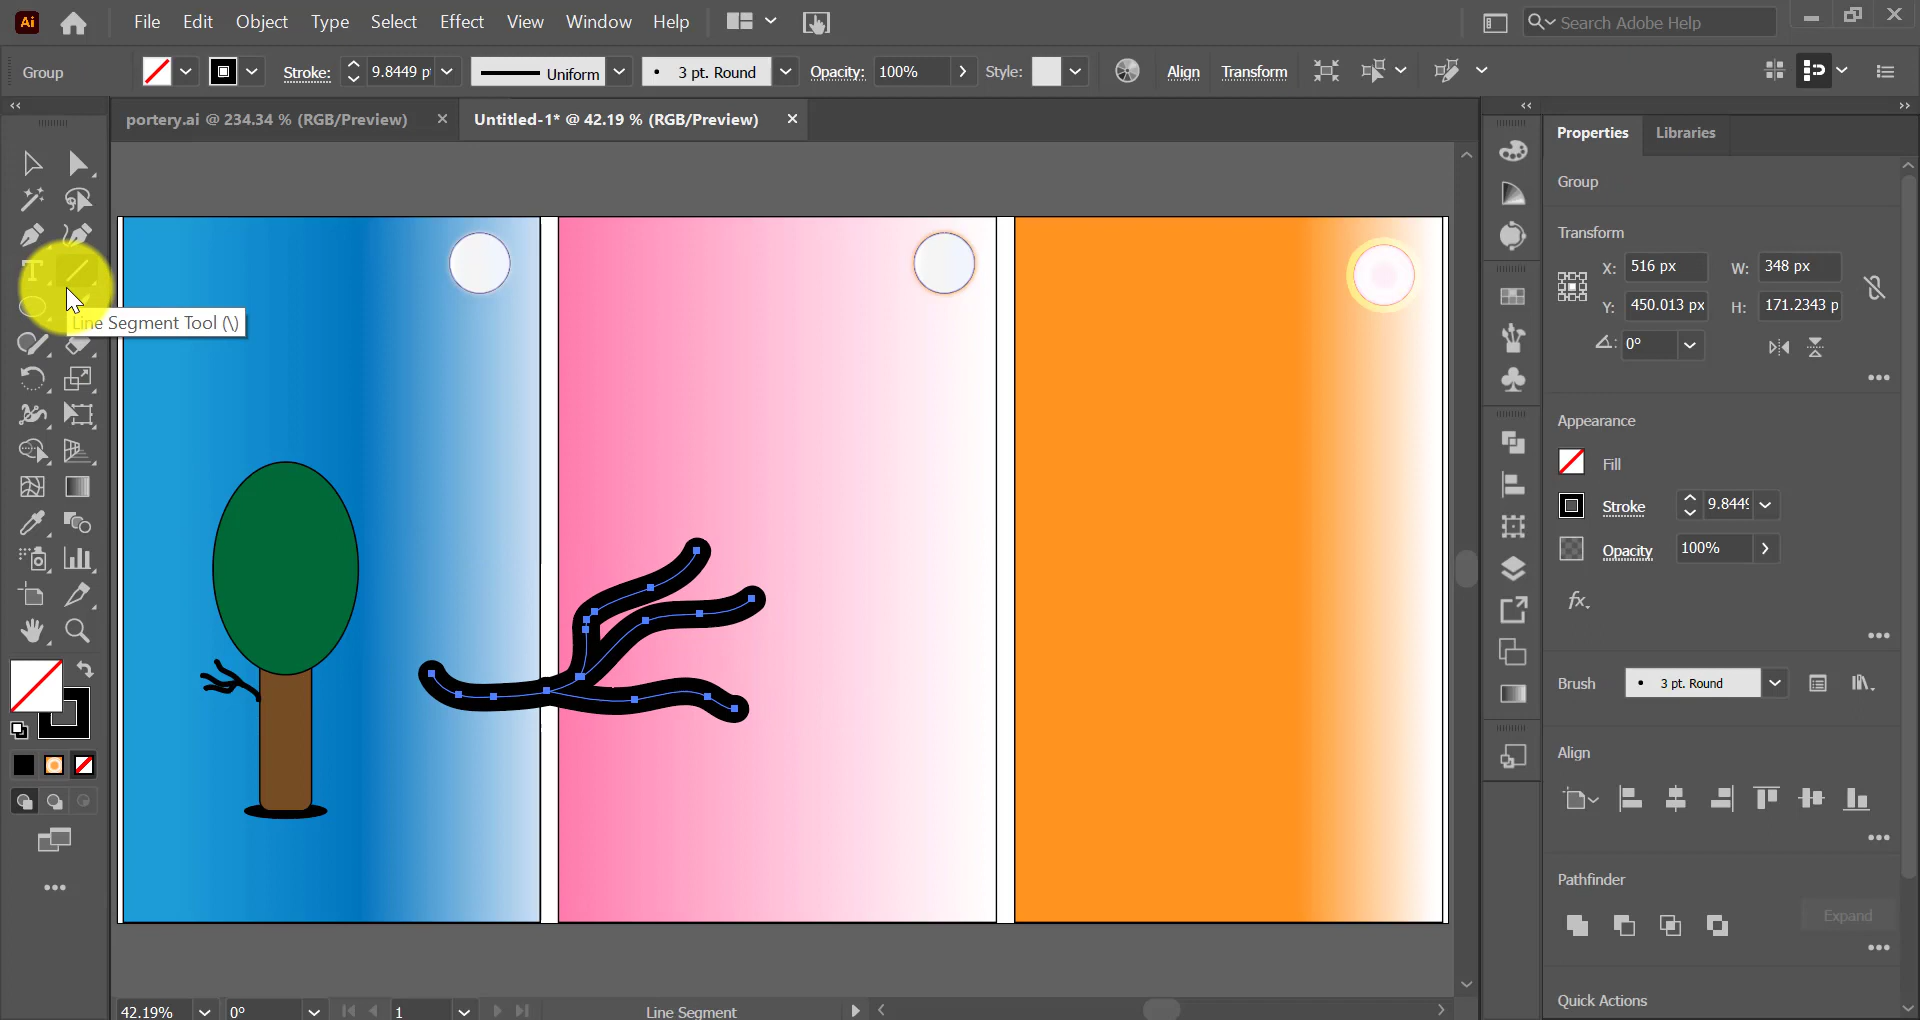 Ai File Edit Object Type Select Effect View Window Help Search Adobe Help
Group Stroke: 9.8449 p Uniform 3 pt. Round Opacity: 100% Style: Align Transform
portery.ai @ 234.34 % (RGB/Preview) Untitled-1* @ 42.19 % (RGB/Preview)
Properties Libraries
Group
Transform
X: 516 px W: 348 px
Y: 450.013 px H: 171.2343 p
0°
Line Segment Tool (\)
Appearance
Fill
Stroke 9.844
Opacity 100%
fx.
Brush 3 pt. Round
Align
Pathfinder
Expand
Quick Actions
42.19% 0° 1 Line Segment